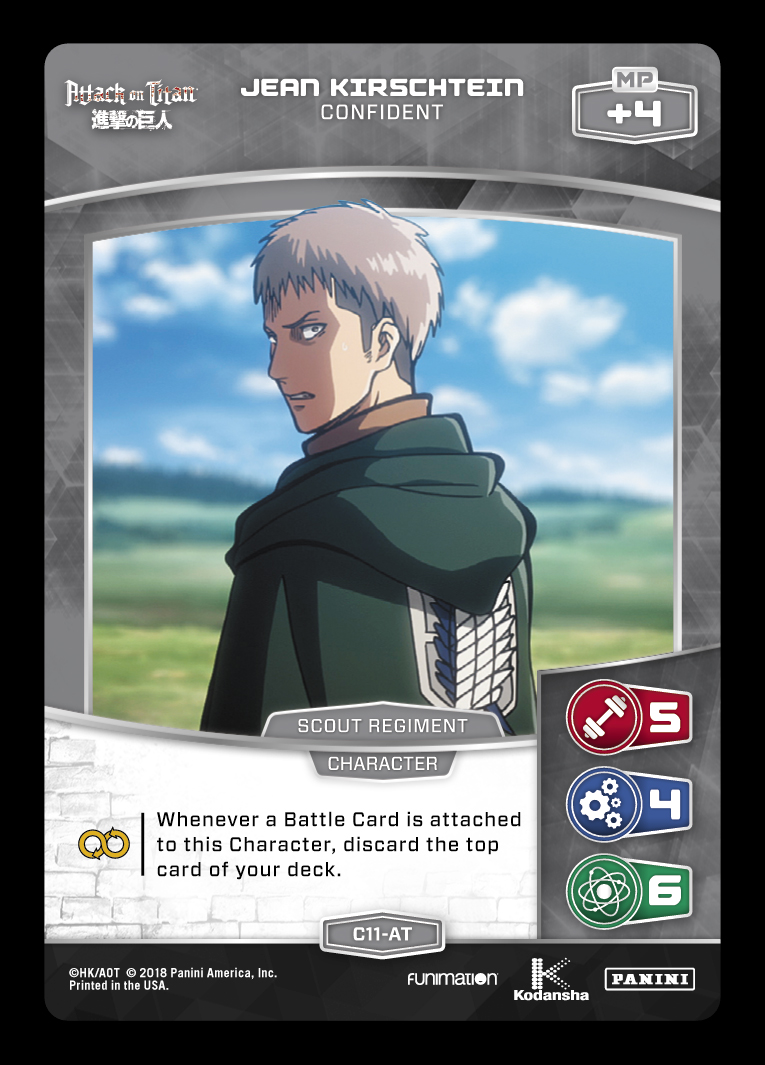 Attack on Titan
進撃の巨人
JEAN KIRSCHTEIN
CONFIDENT
MP
+4
SCOUT REGIMENT
CHARACTER
5
4
6
Whenever a Battle Card is attached
to this Character, discard the top
card of your deck.
C11-AT
©HK/AOT © 2018 Panini America, Inc.
Printed in the USA.
FUNIMATION
K
Kodansha
PANINI